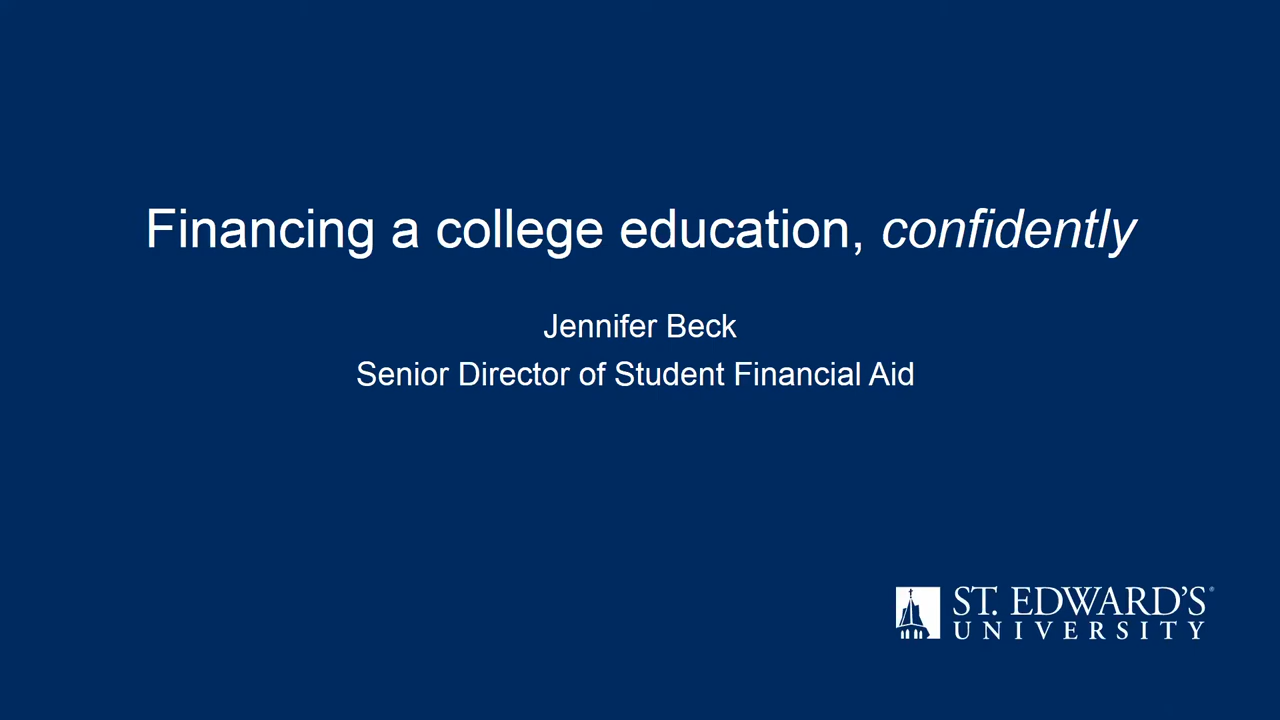 Financing a college education, confidently
Jennifer Beck
Senior Director of Student Financial Aid
ST. EDWARD'S®
UNIVERSITY